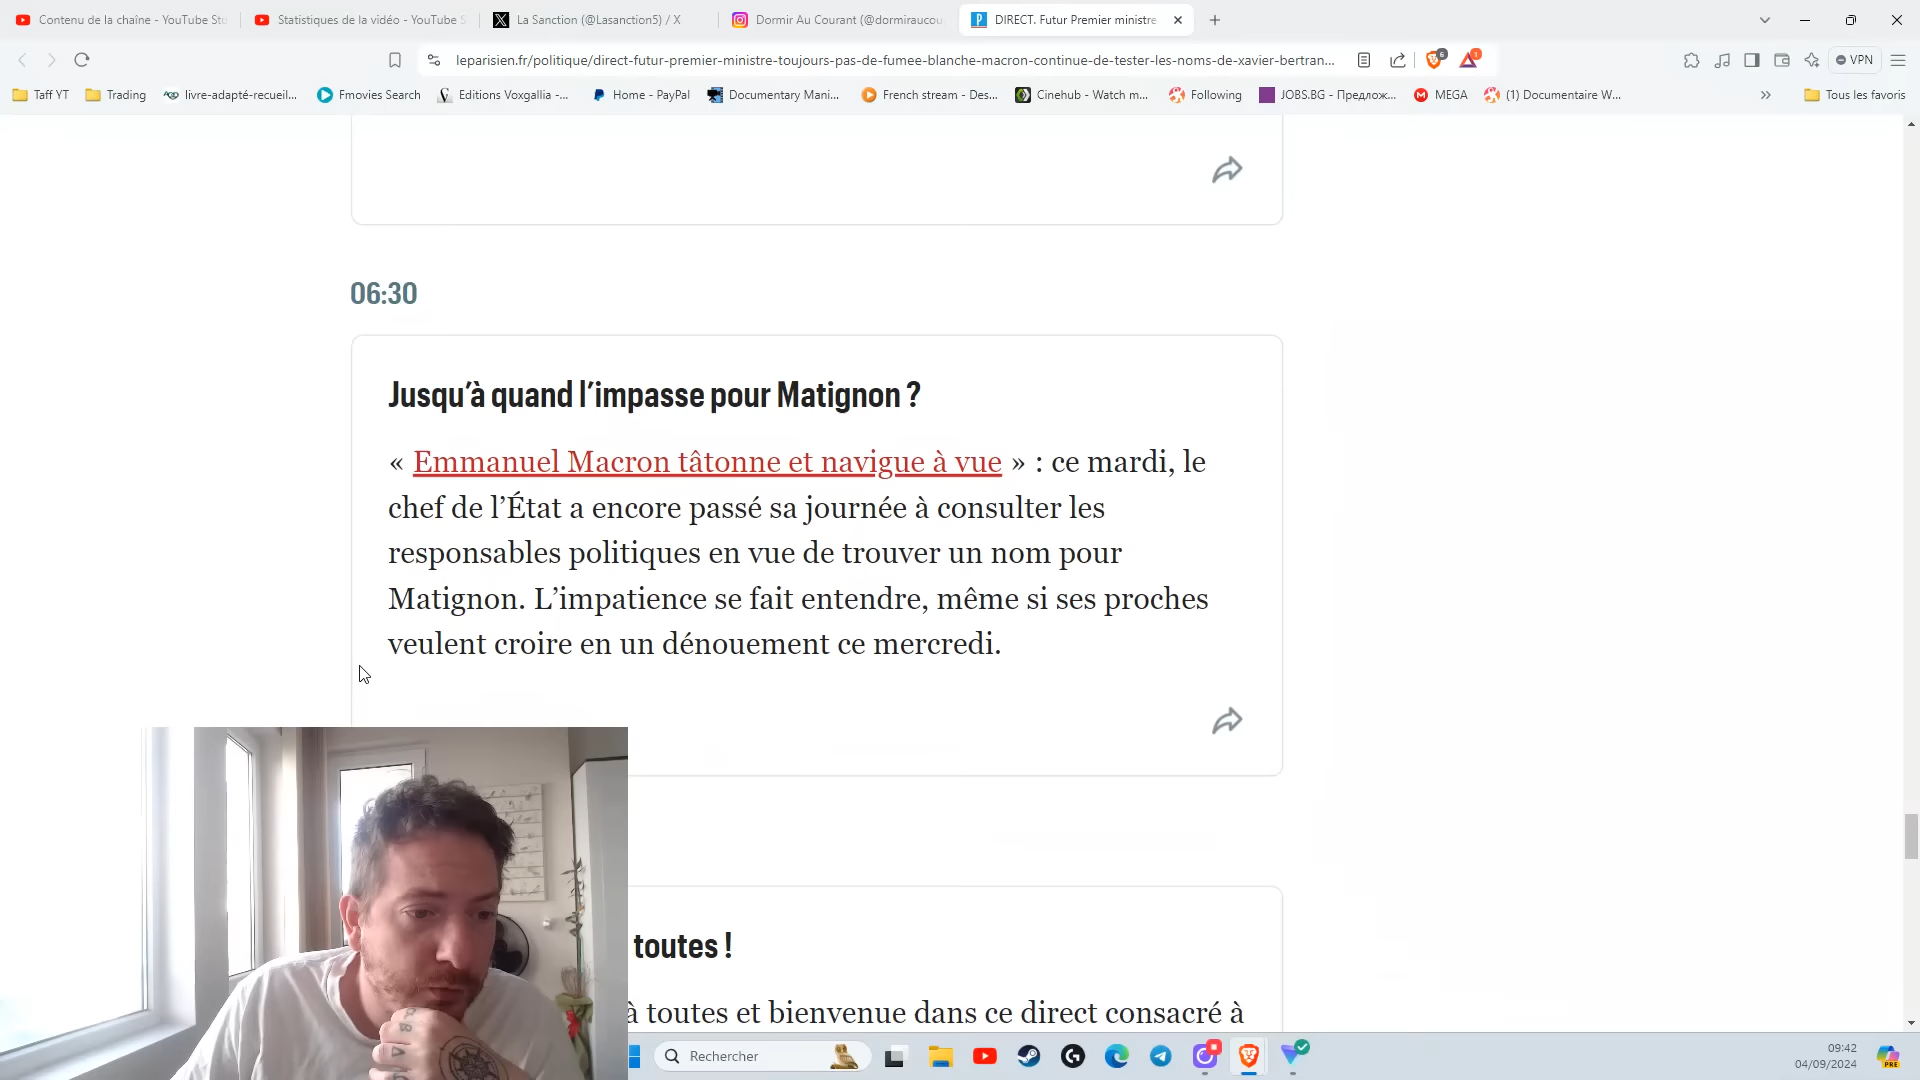 Contenu de la chaîne - YouTube Stu
Statistiques de la vidéo - YouTube S
La Sanction (@Lasanction5) / X
Dormir Au Courant (@dormiraucou
DIRECT. Futur Premier ministre
leparisien.fr/politique/direct-futur-premier-ministre-toujours-pas-de-fumee-blanche-macron-continue-de-tester-les-noms-de-xavier-bertran...
6
1
VPN
Taff YT
Trading
livre-adapté-recueil...
Fmovies Search
Editions Voxgallia -...
Home - PayPal
Documentary Mani...
French stream - Des...
Cinehub - Watch m...
Following
JOBS.BG - Предлож...
MEGA
(1) Documentaire W...
Tous les favoris
06:30
Jusqu’à quand l’impasse pour Matignon ?
« Emmanuel Macron tâtonne et navigue à vue » : ce mardi, le
chef de l’État a encore passé sa journée à consulter les
responsables politiques en vue de trouver un nom pour
Matignon. L’impatience se fait entendre, même si ses proches
veulent croire en un dénouement ce mercredi.
toutes !
à toutes et bienvenue dans ce direct consacré à
Rechercher
09:42
04/09/2024
PRE